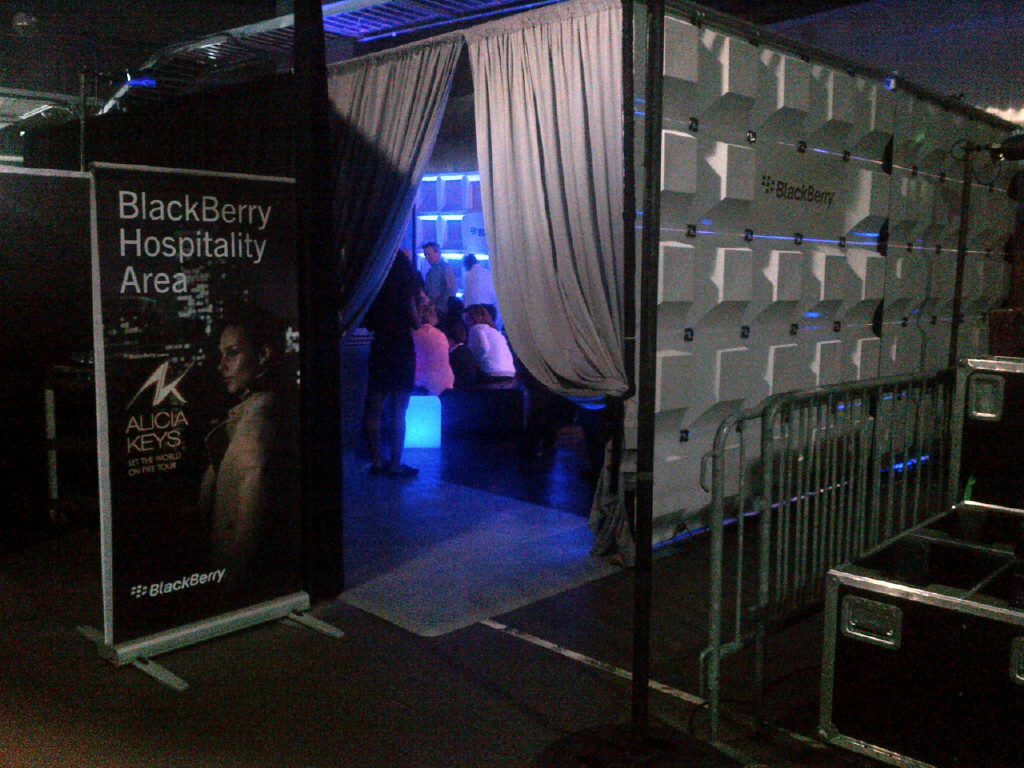 BlackBerry
Hospitality
Area
ALICIA
KEYS
SET THE WORLD
ON FIRE TOUR
BlackBerry
BlackBerry